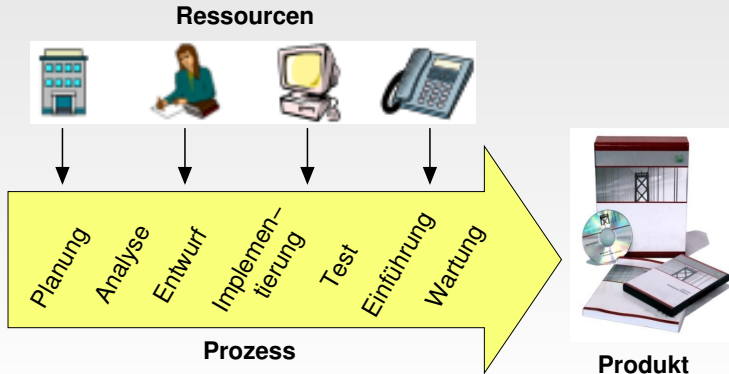 Ressourcen
Planung
Analyse
Entwurf
Implemen–
tierung
Test
Einführung
Wartung
Prozess
Produkt